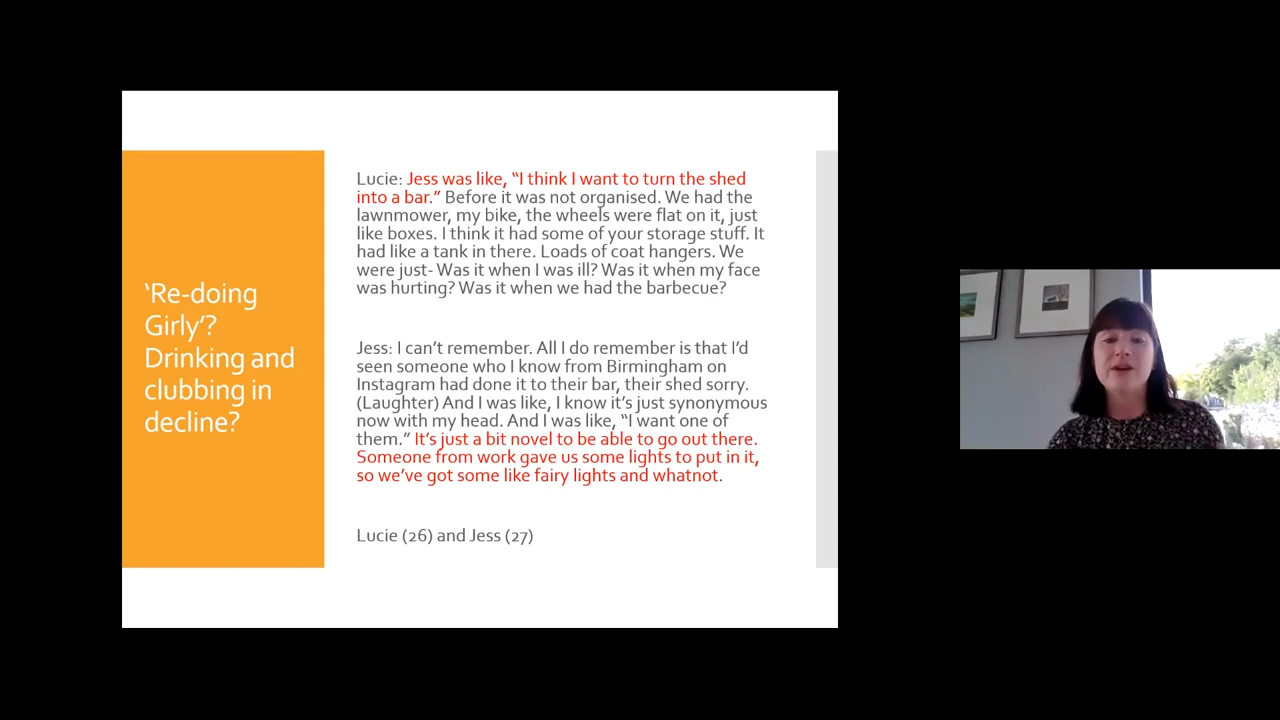 ‘Re-doing
Girly’?
Drinking and
clubbing in
decline?
Lucie: Jess was like, “I think I want to turn the shed
into a bar.” Before it was not organised. We had the
lawnmower, my bike, the wheels were flat on it, just
like boxes. I think it had some of your storage stuff. It
had like a tank in there. Loads of coat hangers. We
were just- Was it when I was ill? Was it when my face
was hurting? Was it when we had the barbecue?
Jess: I can’t remember. All I do remember is that I’d
seen someone who I know from Birmingham on
Instagram had done it to their bar, their shed sorry.
(Laughter) And I was like, I know it’s just synonymous
now with my head. And I was like, “I want one of
them.” It’s just a bit novel to be able to go out there.
Someone from work gave us some lights to put in it,
so we’ve got some like fairy lights and whatnot.
Lucie (26) and Jess (27)